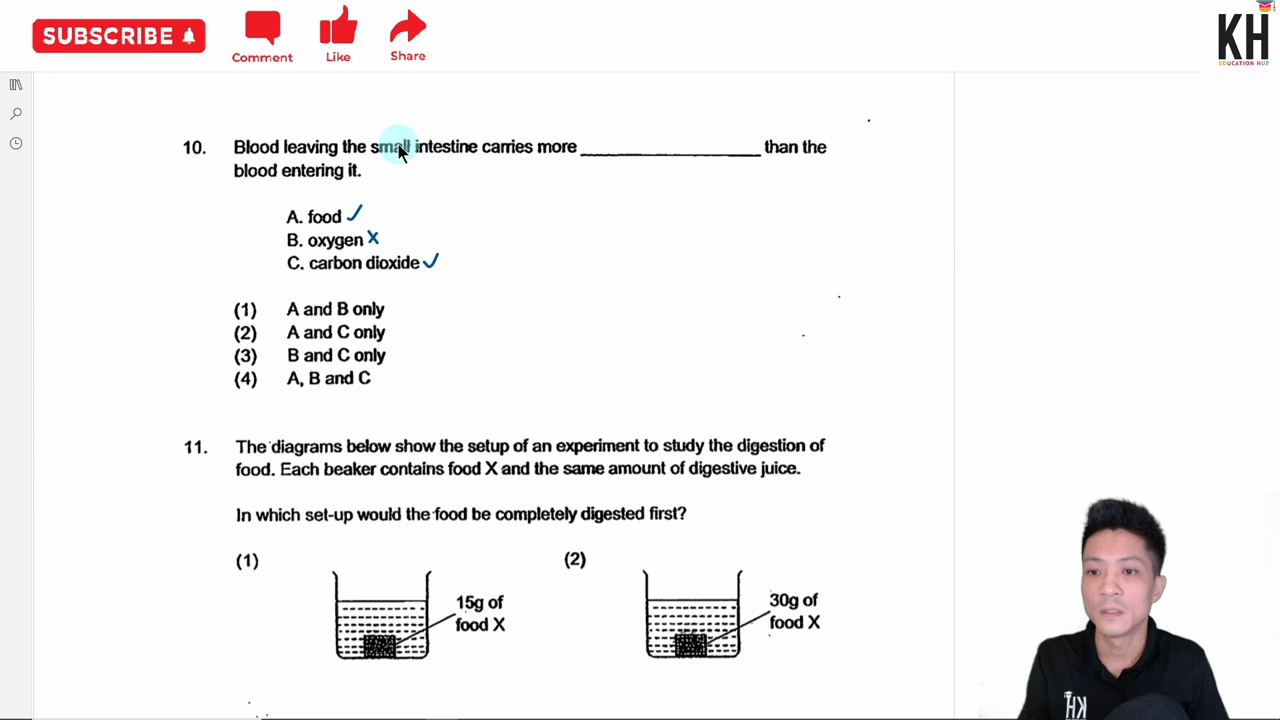 SUBSCRIBE
Comment
Like
Share
KH
EDUCATION HUB
10. Blood leaving the small intestine carries more ____________________ than the
blood entering it.
A. food ✓
B. oxygen X
C. carbon dioxide ✓
(1) A and B only
(2) A and C only
(3) B and C only
(4) A, B and C
11. The diagrams below show the setup of an experiment to study the digestion of
food. Each beaker contains food X and the same amount of digestive juice.
In which set-up would the food be completely digested first?
(1)
15g of
food X
(2)
30g of
food X
KH